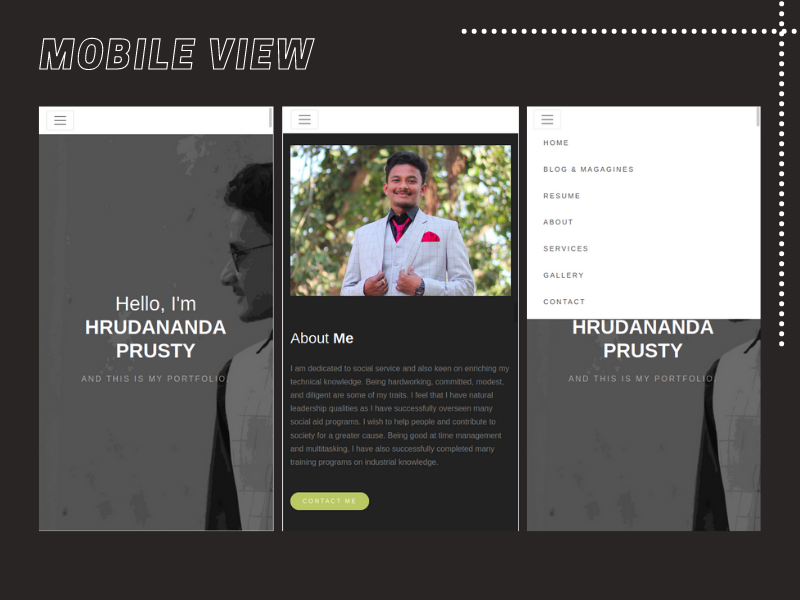 MOBILE VIEW
Hello, I'm
HRUDANANDA
PRUSTY
AND THIS IS MY PORTFOLIO.
About Me
I am dedicated to social service and also keen on enriching my
technical knowledge. Being hardworking, committed, modest,
and diligent are some of my traits. I feel that I have natural
leadership qualities as I have successfully overseen many
social aid programs. I wish to help people and contribute to
society for a greater cause. Being good at time management
and multitasking, I have also successfully completed many
training programs on industrial knowledge.
CONTACT ME
HOME
BLOG & MAGAGINES
RESUME
ABOUT
SERVICES
GALLERY
CONTACT
HRUDANANDA
PRUSTY
AND THIS IS MY PORTFOLIO.